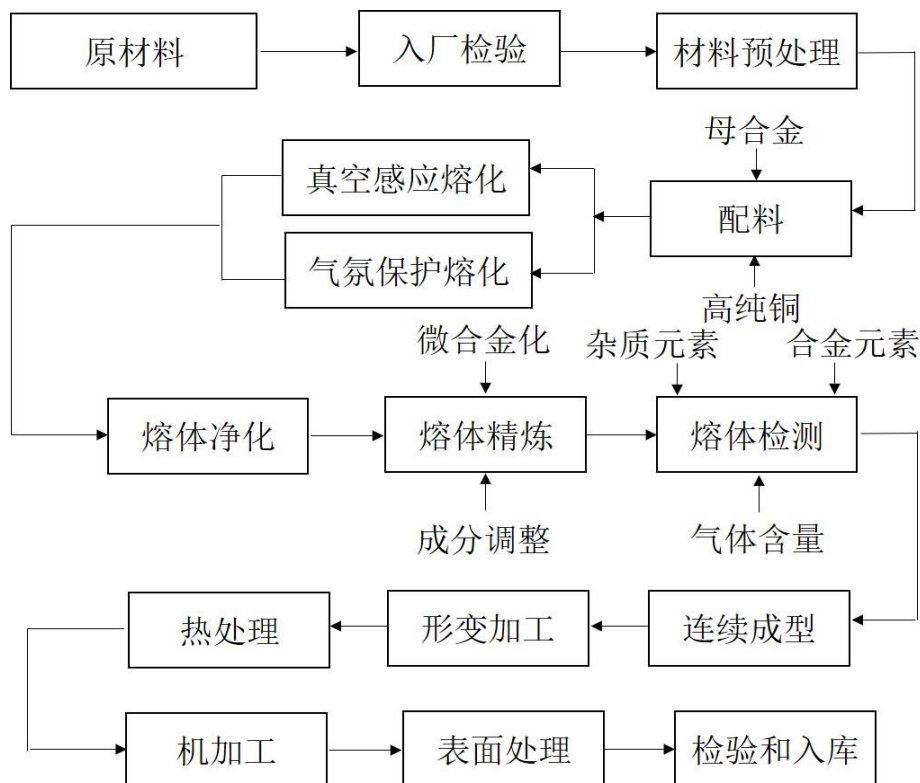 原材料
入厂检验
材料预处理
母合金
真空感应熔化
配料
气氛保护熔化
高纯铜
微合金化
杂质元素
合金元素
熔体净化
熔体精炼
熔体检测
成分调整
气体含量
热处理
形变加工
连续成型
机加工
表面处理
检验和入库